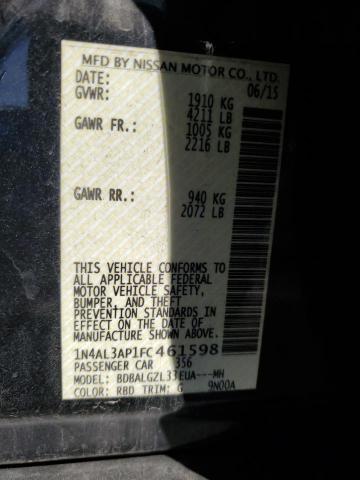 MFD BY NISSAN MOTOR CO., LTD.
DATE: 06/15
GVWR: 1910 KG
4211 LB
GAWR FR.: 1005 KG
2216 LB
GAWR RR.: 940 KG
2072 LB
THIS VEHICLE CONFORMS TO
ALL APPLICABLE FEDERAL
MOTOR VEHICLE SAFETY,
BUMPER, AND THEFT
PREVENTION STANDARDS IN
EFFECT ON THE DATE OF
MANUFACTURE SHOWN ABOVE.
1N4AL3AP1FC461598
PASSENGER CAR 356
MODEL: BDBALGZL33EUA---MH
COLOR: RBD TRIM: G 9N00A